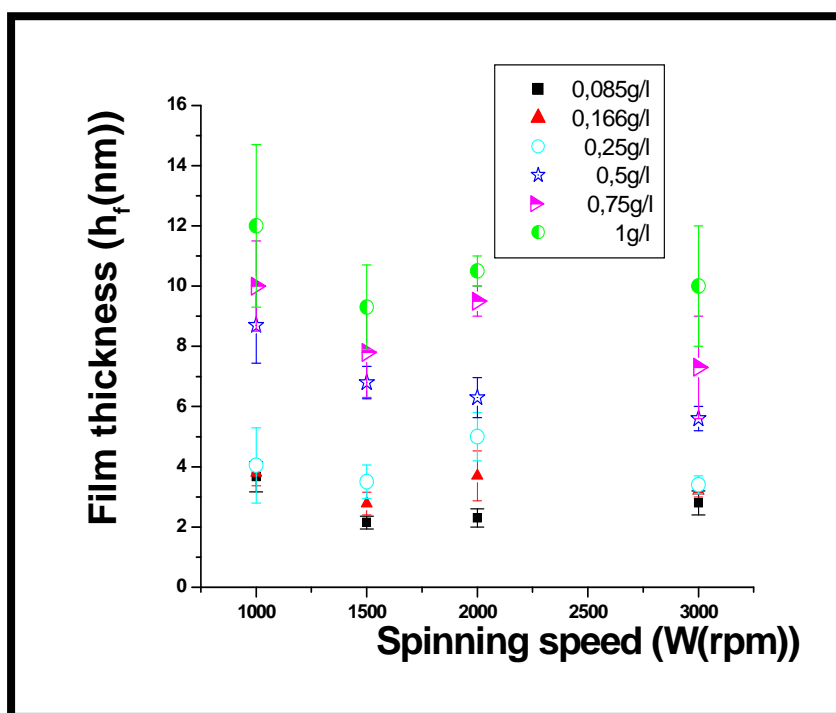 0,085g/l
0,166g/l
0,25g/l
0,5g/l
0,75g/l
1g/l
16
14
12
10
8
6
4
2
0
Film thickness (hf(nm))
1000 1500 2000 2500 3000
Spinning speed (W(rpm))